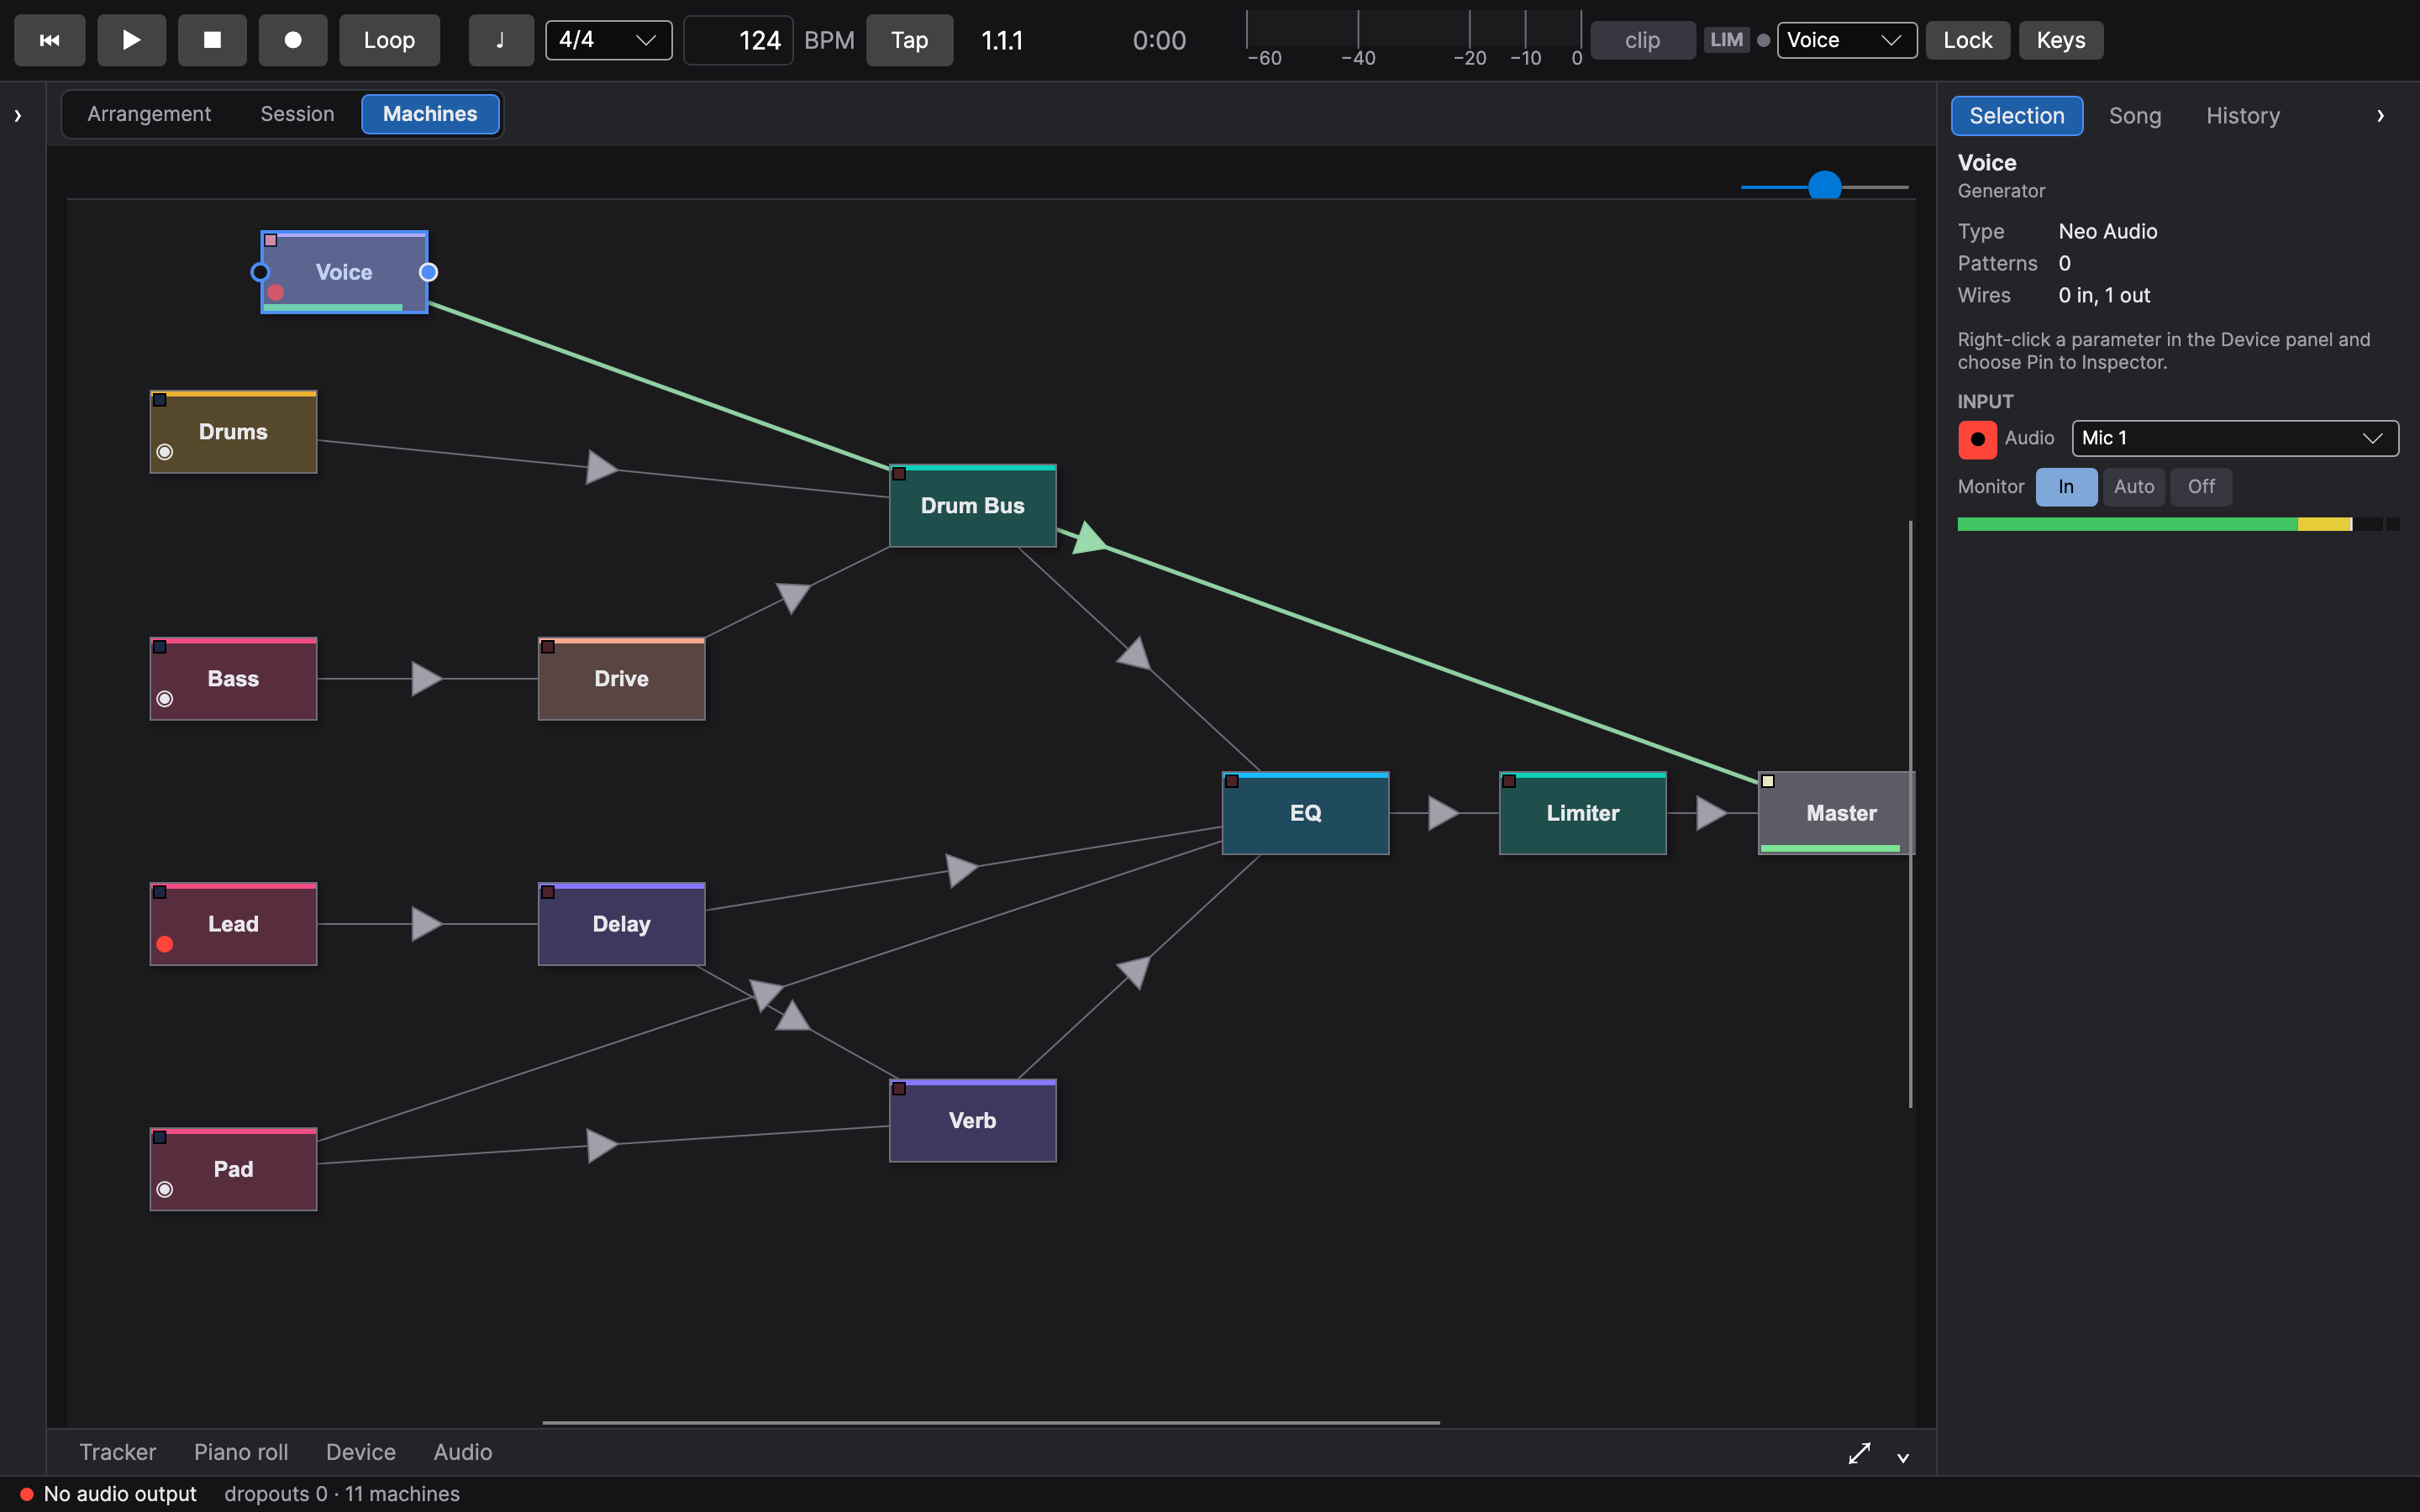 Loop
4/4
124 BPM
Tap
1.1.1
0:00
−60 −40 −20 −10 0
clip
LIM
Voice
Lock
Keys
Arrangement Session Machines
Selection Song History
Voice
Generator
Type Neo Audio
Patterns 0
Wires 0 in, 1 out
Right-click a parameter in the Device panel and
choose Pin to Inspector.
INPUT
Audio Mic 1
Monitor In Auto Off
Voice
Drums
Drum Bus
Bass
Drive
EQ
Limiter
Master
Lead
Delay
Verb
Pad
Tracker Piano roll Device Audio
No audio output dropouts 0 · 11 machines